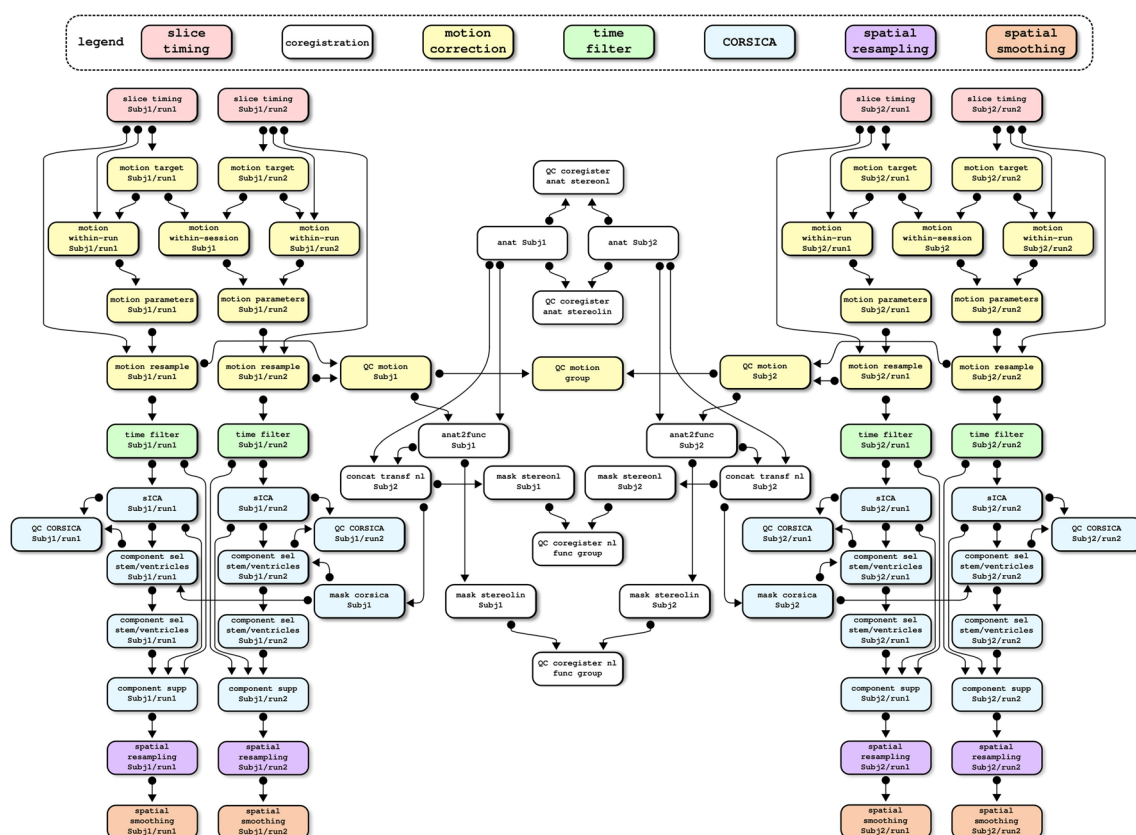 legend
slice
timing
coregistration
motion
correction
time
filter
CORSICA
spatial
resampling
spatial
smoothing
slice timing
Subj1/run1
slice timing
Subj1/run2
slice timing
Subj2/run1
slice timing
Subj2/run2
motion target
Subj1/run1
motion target
Subj1/run2
QC coregister
anat stereonl
motion target
Subj2/run1
motion target
Subj2/run2
motion
within-run
Subj1/run1
motion
within-session
Subj1
motion
within-run
Subj1/run2
anat Subj1
anat Subj2
motion
within-run
Subj2/run1
motion
within-session
Subj2
motion
within-run
Subj2/run2
motion parameters
Subj1/run1
motion parameters
Subj1/run2
QC coregister
anat stereolin
motion parameters
Subj2/run1
motion parameters
Subj2/run2
motion resample
Subj1/run1
motion resample
Subj1/run2
QC motion
Subj1
QC motion
group
QC motion
Subj2
motion resample
Subj2/run1
motion resample
Subj2/run2
time filter
Subj1/run1
time filter
Subj1/run2
anat2func
Subj1
anat2func
Subj2
time filter
Subj2/run1
time filter
Subj2/run2
concat transf nl
Subj2
mask stereonl
Subj1
mask stereonl
Subj2
concat transf nl
Subj2
sICA
Subj1/run1
sICA
Subj1/run2
sICA
Subj2/run1
sICA
Subj2/run2
QC CORSICA
Subj1/run1
QC CORSICA
Subj1/run2
QC coregister nl
func group
QC CORSICA
Subj2/run1
QC CORSICA
Subj2/run2
component sel
stem/ventricles
Subj1/run1
component sel
stem/ventricles
Subj1/run2
component sel
stem/ventricles
Subj2/run1
component sel
stem/ventricles
Subj2/run2
mask corsica
Subj1
mask stereolin
Subj1
mask stereolin
Subj2
mask corsica
Subj2
component sel
stem/ventricles
Subj1/run1
component sel
stem/ventricles
Subj1/run2
component sel
stem/ventricles
Subj2/run1
component sel
stem/ventricles
Subj2/run2
QC coregister nl
func group
component supp
Subj1/run1
component supp
Subj1/run2
component supp
Subj2/run1
component supp
Subj2/run2
spatial
resampling
Subj1/run1
spatial
resampling
Subj1/run2
spatial
resampling
Subj2/run1
spatial
resampling
Subj2/run2
spatial
smoothing
Subj1/run1
spatial
smoothing
Subj1/run2
spatial
smoothing
Subj2/run1
spatial
smoothing
Subj2/run2